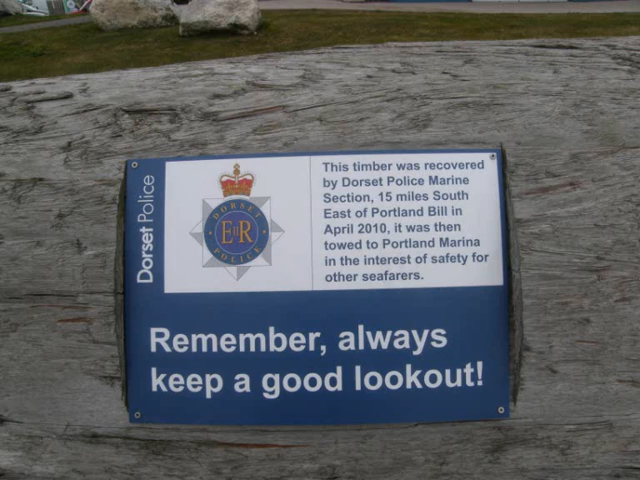 Dorset Police
DORSET
EIIR
POLICE
This timber was recovered
by Dorset Police Marine
Section, 15 miles South
East of Portland Bill in
April 2010, it was then
towed to Portland Marina
in the interest of safety for
other seafarers.
Remember, always
keep a good lookout!